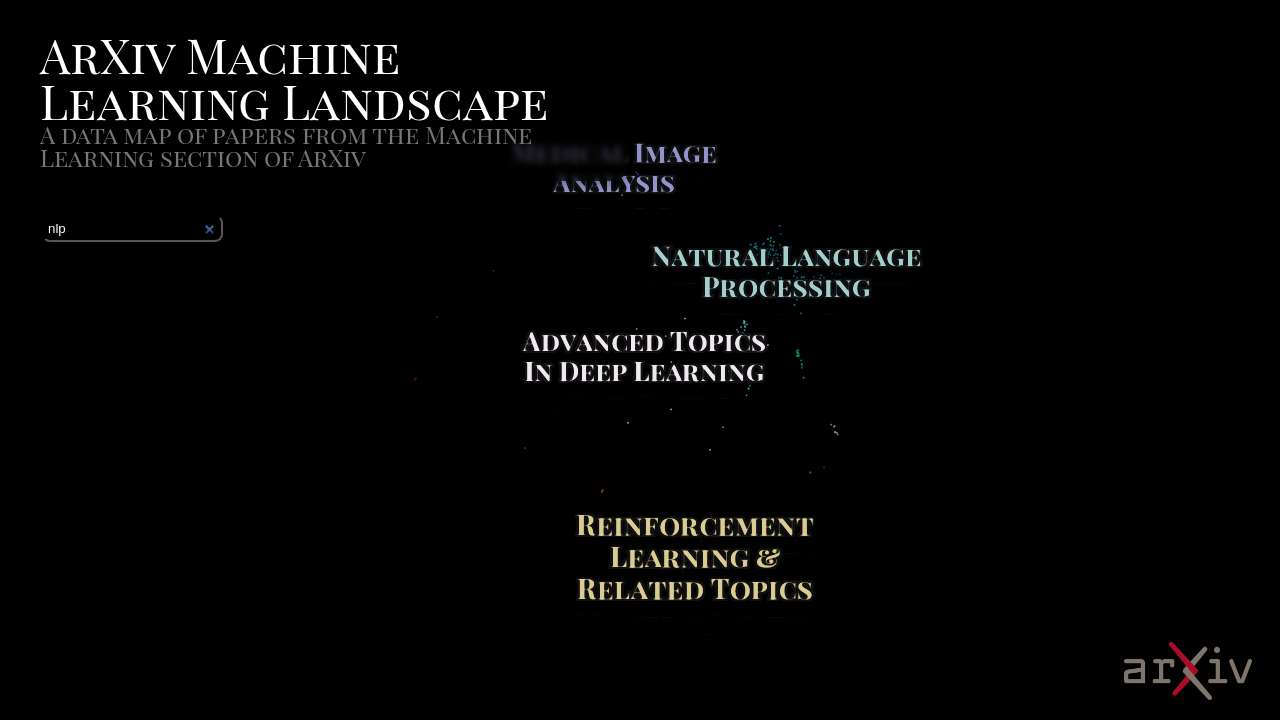 ArXiv Machine
Learning Landscape
A data map of papers from the Machine
Learning section of ArXiv
nlp
Medical Image
Analysis
Natural Language
Processing
Advanced Topics
In Deep Learning
Reinforcement
Learning &
Related Topics
arXiv